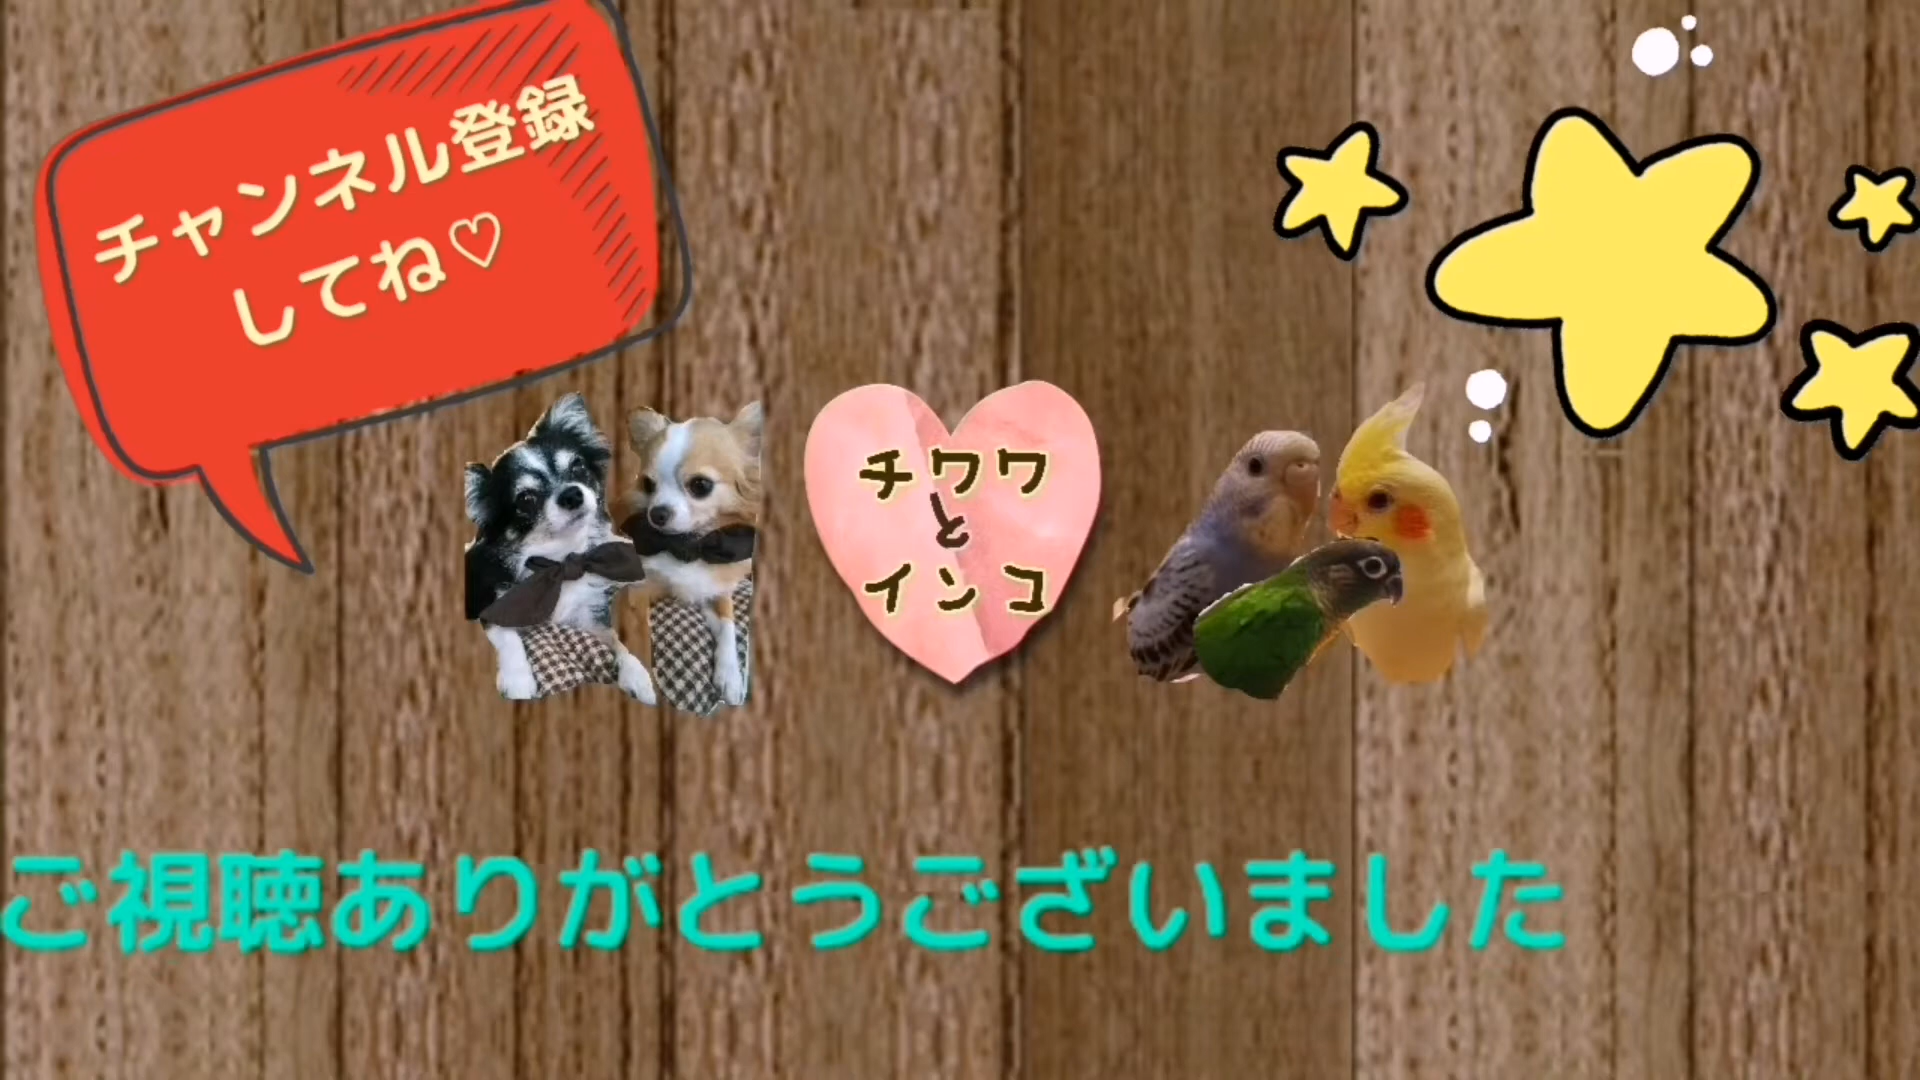 チャンネル登録
してね♡
チワワ
と
インコ
ご視聴ありがとうございました